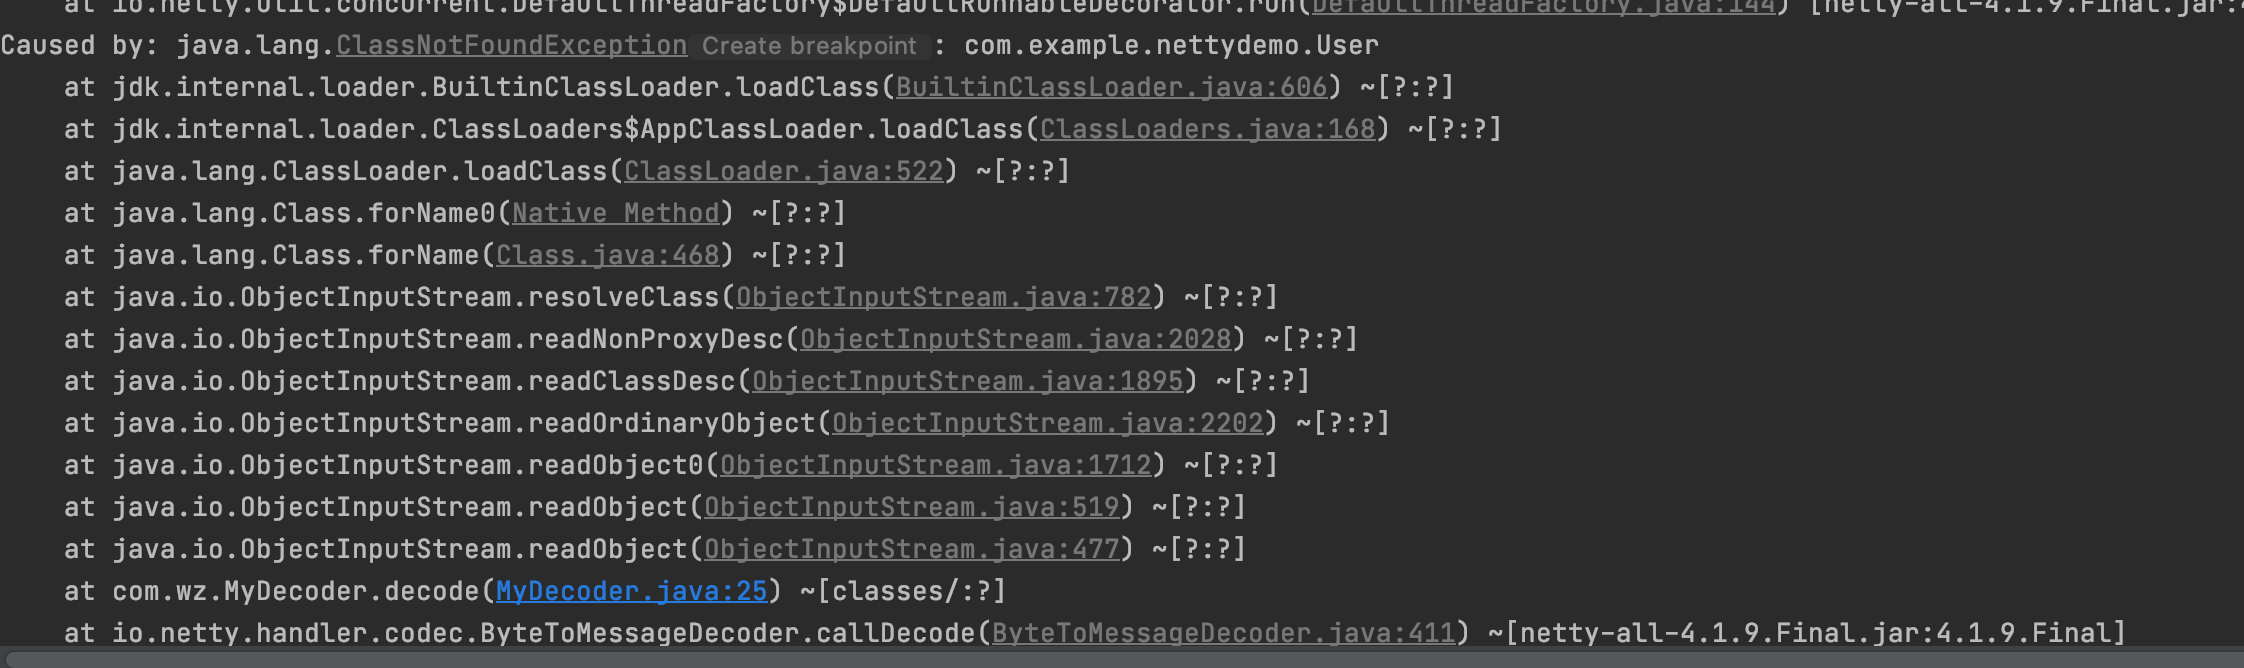 at io.netty.util.concurrent.DefaultThreadFactory$DefaultRunnableDecorator.run(DefaultThreadFactory.java:144) [netty-all-4.1.9.Final.jar:4
Caused by: java.lang.ClassNotFoundException Create breakpoint : com.example.nettydemo.User
at jdk.internal.loader.BuiltinClassLoader.loadClass(BuiltinClassLoader.java:606) ~[?:?]
at jdk.internal.loader.ClassLoaders$AppClassLoader.loadClass(ClassLoaders.java:168) ~[?:?]
at java.lang.ClassLoader.loadClass(ClassLoader.java:522) ~[?:?]
at java.lang.Class.forName0(Native Method) ~[?:?]
at java.lang.Class.forName(Class.java:468) ~[?:?]
at java.io.ObjectInputStream.resolveClass(ObjectInputStream.java:782) ~[?:?]
at java.io.ObjectInputStream.readNonProxyDesc(ObjectInputStream.java:2028) ~[?:?]
at java.io.ObjectInputStream.readClassDesc(ObjectInputStream.java:1895) ~[?:?]
at java.io.ObjectInputStream.readOrdinaryObject(ObjectInputStream.java:2202) ~[?:?]
at java.io.ObjectInputStream.readObject0(ObjectInputStream.java:1712) ~[?:?]
at java.io.ObjectInputStream.readObject(ObjectInputStream.java:519) ~[?:?]
at java.io.ObjectInputStream.readObject(ObjectInputStream.java:477) ~[?:?]
at com.wz.MyDecoder.decode(MyDecoder.java:25) ~[classes/:?]
at io.netty.handler.codec.ByteToMessageDecoder.callDecode(ByteToMessageDecoder.java:411) ~[netty-all-4.1.9.Final.jar:4.1.9.Final]